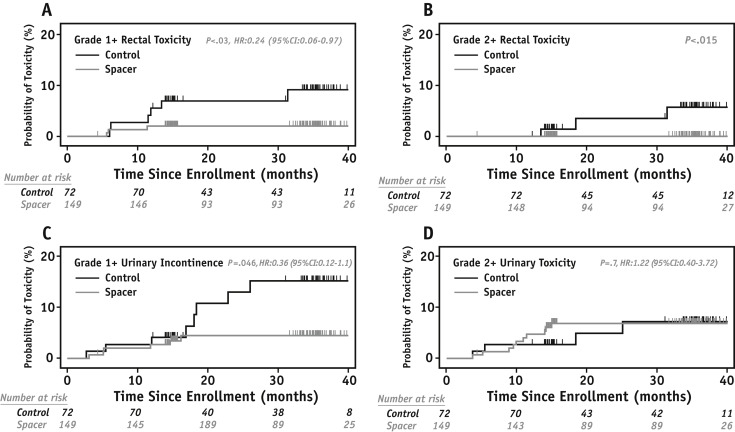 A
Grade 1+ Rectal Toxicity
P<.03, HR:0.24 (95%CI:0.06-0.97)
Control
Spacer
Probability of Toxicity (%)
20
10
0
0 10 20 30 40
Time Since Enrollment (months)
Number at risk
Control 72 70 43 43 11
Spacer 149 146 93 93 26
B
Grade 2+ Rectal Toxicity
P<.015
Control
Spacer
Probability of Toxicity (%)
20
10
0
0 10 20 30 40
Time Since Enrollment (months)
72 72 45 45 12
149 148 94 94 27
C
Grade 1+ Urinary Incontinence
P=.046, HR:0.36 (95%CI:0.12-1.1)
Control
Spacer
Probability of Toxicity (%)
20
10
0
0 10 20 30 40
Time Since Enrollment (months)
Number at risk
Control 72 70 40 38 8
Spacer 149 145 189 89 25
D
Grade 2+ Urinary Toxicity
P=.7, HR:1.22 (95%CI:0.40-3.72)
Control
Spacer
Probability of Toxicity (%)
20
10
0
0 10 20 30 40
Time Since Enrollment (months)
Number at risk
Control 72 70 43 42 11
Spacer 149 143 89 89 26